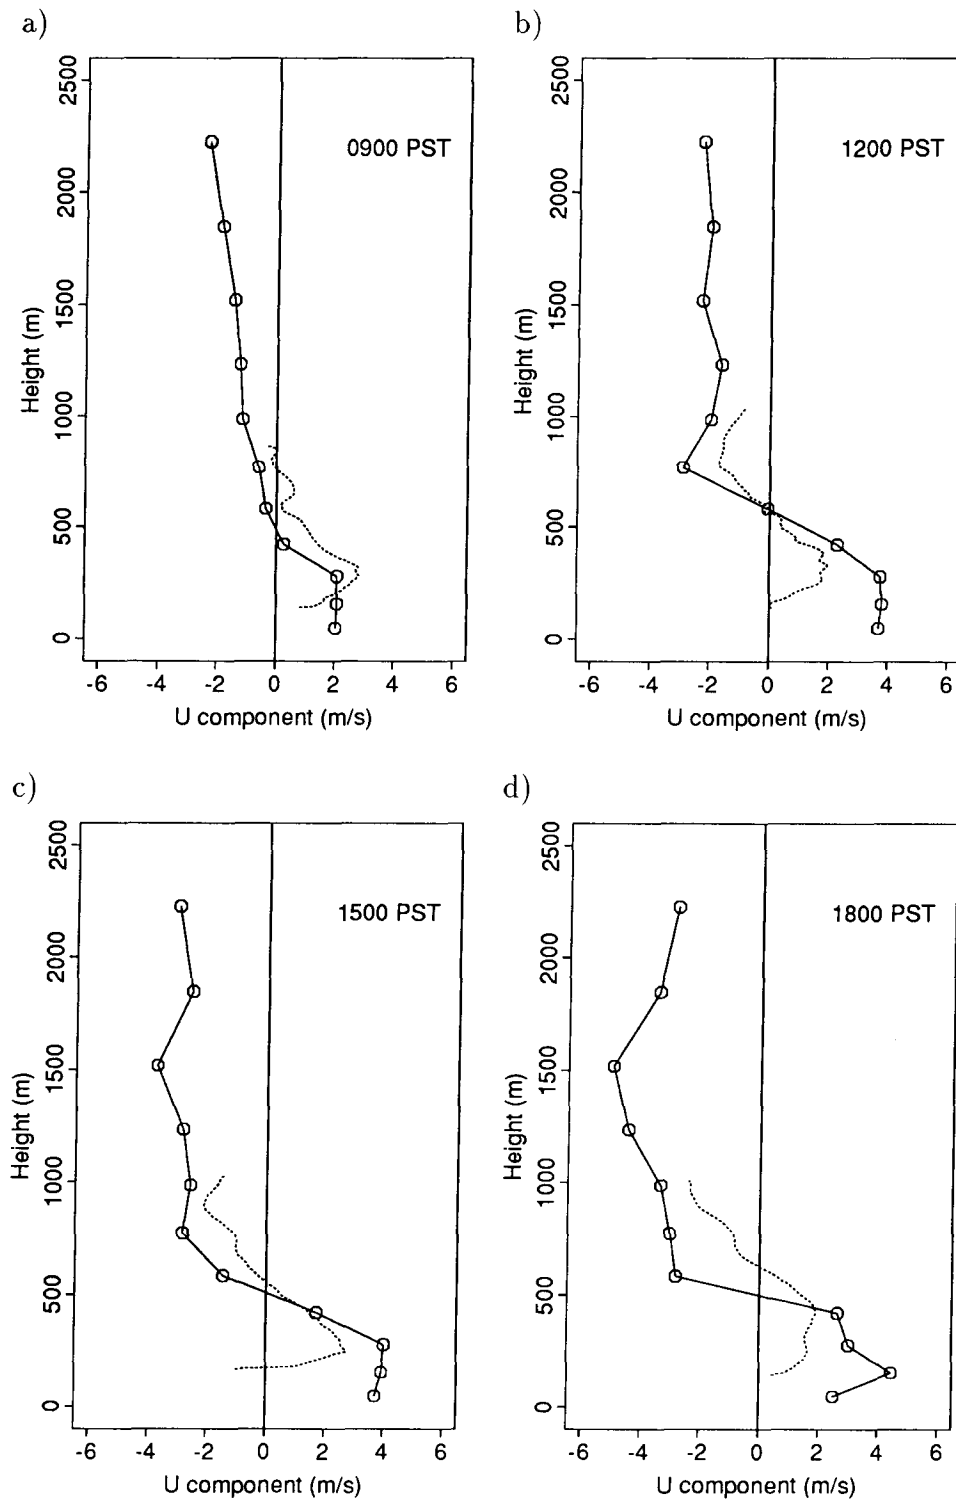 a)
0900 PST
Height (m)
2500
2000
1500
1000
500
0
-6 -4 -2 0 2 4 6
U component (m/s)
b)
1200 PST
Height (m)
2500
2000
1500
1000
500
0
-6 -4 -2 0 2 4 6
U component (m/s)
c)
1500 PST
Height (m)
2500
2000
1500
1000
500
0
-6 -4 -2 0 2 4 6
U component (m/s)
d)
1800 PST
Height (m)
2500
2000
1500
1000
500
0
-6 -4 -2 0 2 4 6
U component (m/s)